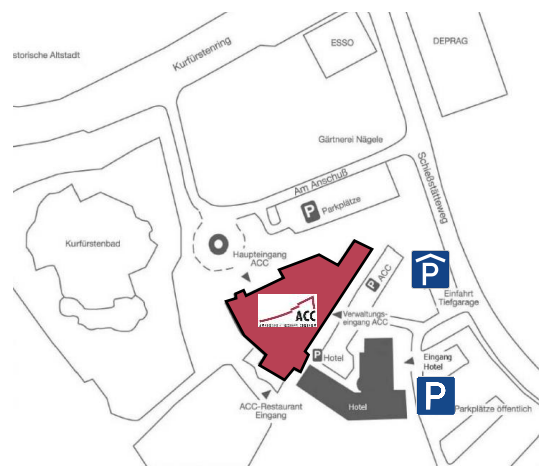 ESSO
DEPRAG
istorische Altstadt
Kurfürstenring
Gärtnerei Nägele
Schießstätteweg
Am Anschuß
P Parkplätze
Kurfürstenbad
Haupteingang
ACC
P ACC
P
Einfahrt
Tiefgarage
ACC
Verwaltungs-
eingang ACC
P Hotel
Eingang
Hotel
P
Hotel
ACC-Restaurant
Eingang
Parkplätze öffentlich